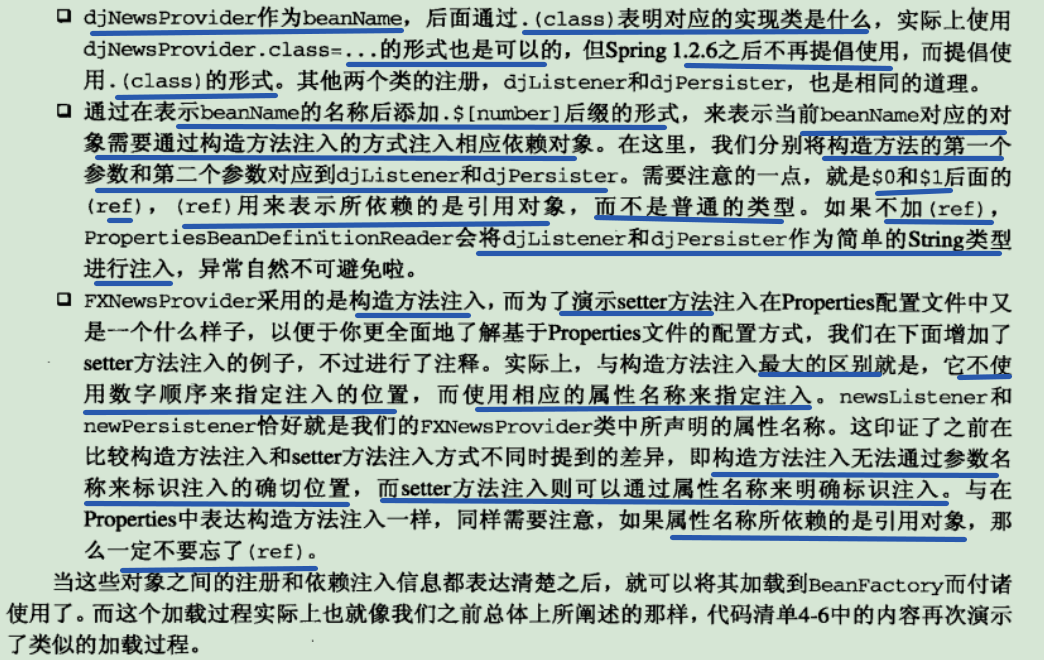 ❑ djNewsProvider作为beanName，后面通过.(class)表明对应的实现类是什么，实际上使用
djNewsProvider.class=...的形式也是可以的，但Spring 1.2.6之后不再提倡使用，而提倡使
用.(class)的形式。其他两个类的注册，djListener和djPersister，也是相同的道理。
❑ 通过在表示beanName的名称后添加.$[number]后缀的形式，来表示当前beanName对应的对
象需要通过构造方法注入的方式注入相应依赖对象。在这里，我们分别将构造方法的第一个
参数和第二个参数对应到djListener和djPersister。需要注意的一点，就是$0和$1后面的
(ref)，(ref)用来表示所依赖的是引用对象，而不是普通的类型。如果不加(ref)，
PropertiesBeanDefinitionReader会将djListener和djPersister作为简单的String类型
进行注入，异常自然不可避免啦。
❑ FXNewsProvider采用的是构造方法注入，而为了演示setter方法注入在Properties配置文件中又
是一个什么样子，以便于你更全面地了解基于Properties文件的配置方式，我们在下面增加了
setter方法注入的例子，不过进行了注释。实际上，与构造方法注入最大的区别就是，它不使
用数字顺序来指定注入的位置，而使用相应的属性名称来指定注入。newsListener和
newPersistener恰好就是我们的FXNewsProvider类中所声明的属性名称。这印证了之前在
比较构造方法注入和setter方法注入方式不同时提到的差异，即构造方法注入无法通过参数名
称来标识注入的确切位置，而setter方法注入则可以通过属性名称来明确标识注入。与在
Properties中表达构造方法注入一样，同样需要注意，如果属性名称所依赖的是引用对象，那
么一定不要忘了(ref)。
当这些对象之间的注册和依赖注入信息都表达清楚之后，就可以将其加载到BeanFactory而付诸
使用了。而这个加载过程实际上也就像我们之前总体上所阐述的那样，代码清单4-6中的内容再次演示
了类似的加载过程。